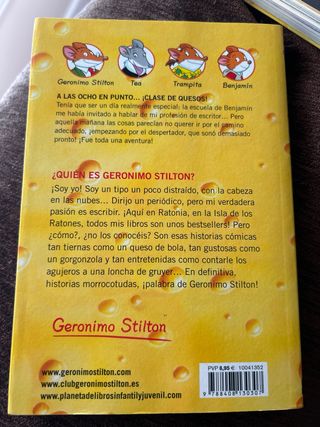 Geronimo Stilton Tea Trampita Benjamín
A LAS OCHO EN PUNTO... ¡CLASE DE QUESOS!
Tenía que ser un día realmente especial: la escuela de Benjamín
me había invitado a hablar de mi profesión de escritor... Pero
aquella mañana las cosas parecían no querer ir por el camino
adecuado, ¡empezando por el despertador, que sonó demasiado
pronto! ¡Fue toda una aventura!
¿QUIÉN ES GERONIMO STILTON?
¡Soy yo! Soy un tipo un poco distraído, con la cabeza
en las nubes... Dirijo un periódico, pero mi verdadera
pasión es escribir. ¡Aquí en Ratonia, en la Isla de los
Ratones, todos mis libros son unos bestsellers! Pero
¿cómo?, ¿no los conocéis? Son esas historias cómicas
tan tiernas como un queso de bola, tan gustosas como
un gorgonzola y tan entretenidas como contarle los
agujeros a una loncha de gruyer... En definitiva,
historias morrocotudas, ¡palabra de Geronimo Stilton!
Geronimo Stilton
www.geronimostilton.es
www.clubgeronimostilton.es
www.planetadelibrosinfantilyjuvenil.com
PVP 8,95 € 10041352
9 788408 130307